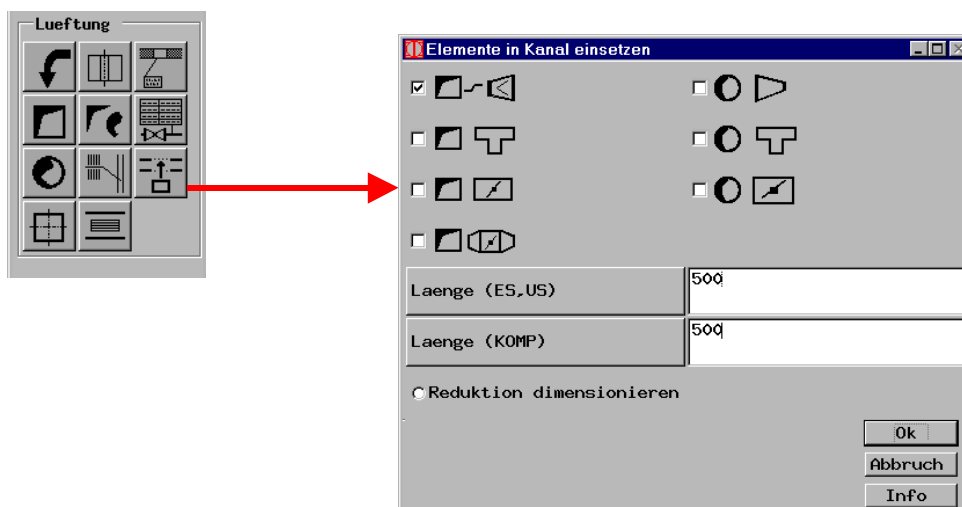 Lueftung
Elemente in Kanal einsetzen
Laenge (ES,US)
500
Laenge (KOMP)
500
Reduktion dimensionieren
Ok
Abbruch
Info